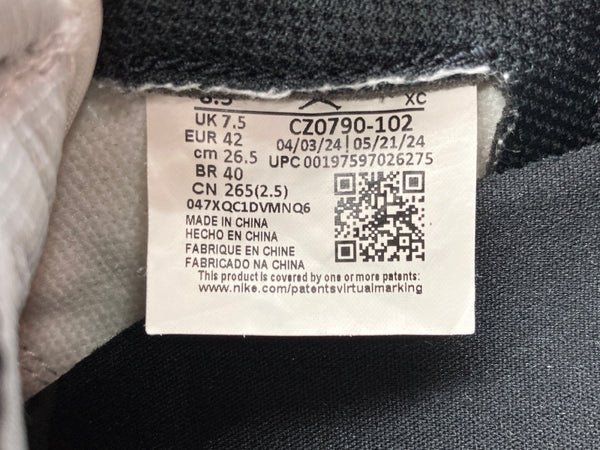 8.5 XC
UK 7.5 CZ0790-102
EUR 42 04/03/24 | 05/21/24
cm 26.5 UPC 00197597026275
BR 40
CN 265(2.5)
047XQC1DVMNQ6
MADE IN CHINA
HECHO EN CHINA
FABRIQUE EN CHINE
FABRICADO NA CHINA
This product is covered by one or more patents:
www.nike.com/patentsvirtualmarking